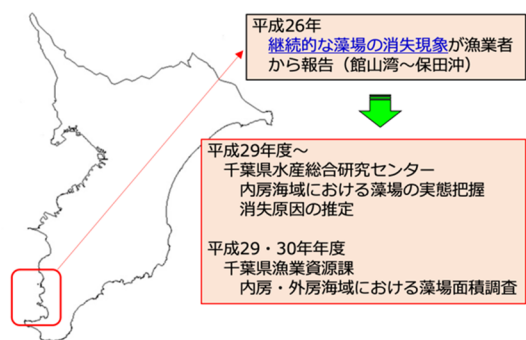 平成26年
継続的な藻場の消失現象が漁業者
から報告（館山湾～保田沖）
平成29年度～
千葉県水産総合研究センター
内房海域における藻場の実態把握
消失原因の推定
平成29・30年年度
千葉県漁業資源課
内房・外房海域における藻場面積調査